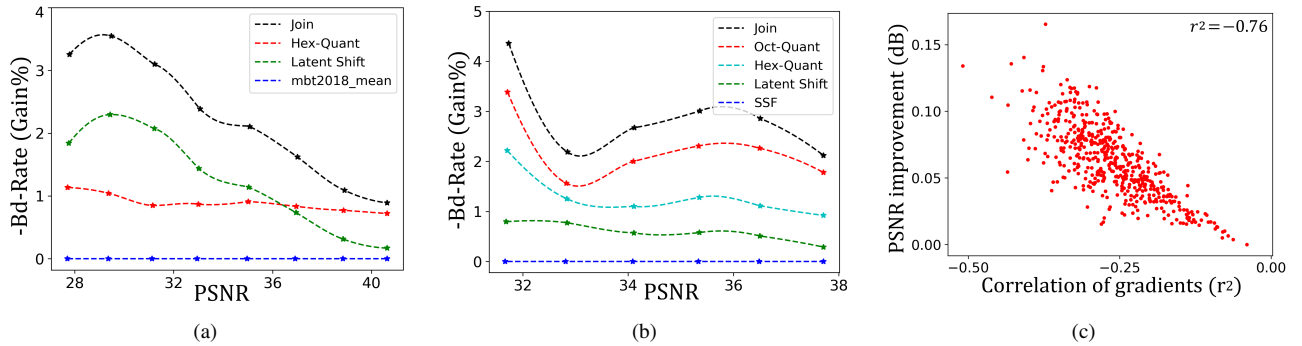 4
3
2
1
0
-Bd-Rate (Gain%)
Join
Hex-Quant
Latent Shift
mbt2018_mean
28
32
36
40
PSNR
(a)
5
4
3
2
1
0
-Bd-Rate (Gain%)
Join
Oct-Quant
Hex-Quant
Latent Shift
SSF
32
34
36
38
PSNR
(b)
0.15
0.10
0.05
0.00
PSNR improvement (dB)
r2=−0.76
−0.50
−0.25
0.00
Correlation of gradients (r2)
(c)